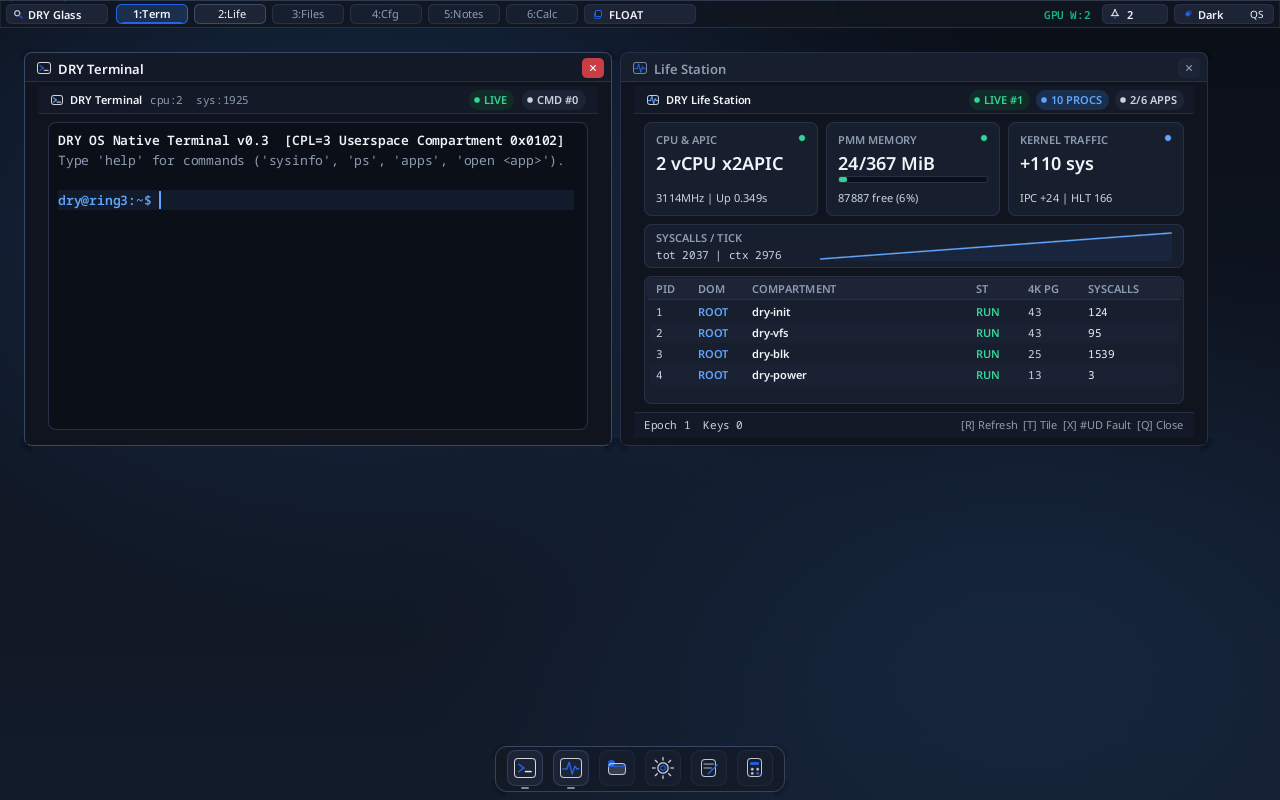 DRY Glass 1:Term 2:Life 3:Files 4:Cfg 5:Notes 6:Calc FLOAT GPU W:2 2 Dark QS
DRY Terminal
DRY Terminal cpu:2 sys:1925 LIVE CMD #0
DRY OS Native Terminal v0.3 [CPL=3 Userspace Compartment 0x0102]
Type 'help' for commands ('sysinfo', 'ps', 'apps', 'open <app>').
dry@ring3:~$
Life Station
DRY Life Station LIVE #1 10 PROCS 2/6 APPS
CPU & APIC
2 vCPU x2APIC
3114MHz | Up 0.349s
PMM MEMORY
24/367 MiB
87887 free (6%)
KERNEL TRAFFIC
+110 sys
IPC +24 | HLT 166
SYSCALLS / TICK
tot 2037 | ctx 2976
PID DOM COMPARTMENT ST 4K PG SYSCALLS
1 ROOT dry-init RUN 43 124
2 ROOT dry-vfs RUN 43 95
3 ROOT dry-blk RUN 25 1539
4 ROOT dry-power RUN 13 3
Epoch 1 Keys 0 [R] Refresh [T] Tile [X] #UD Fault [Q] Close